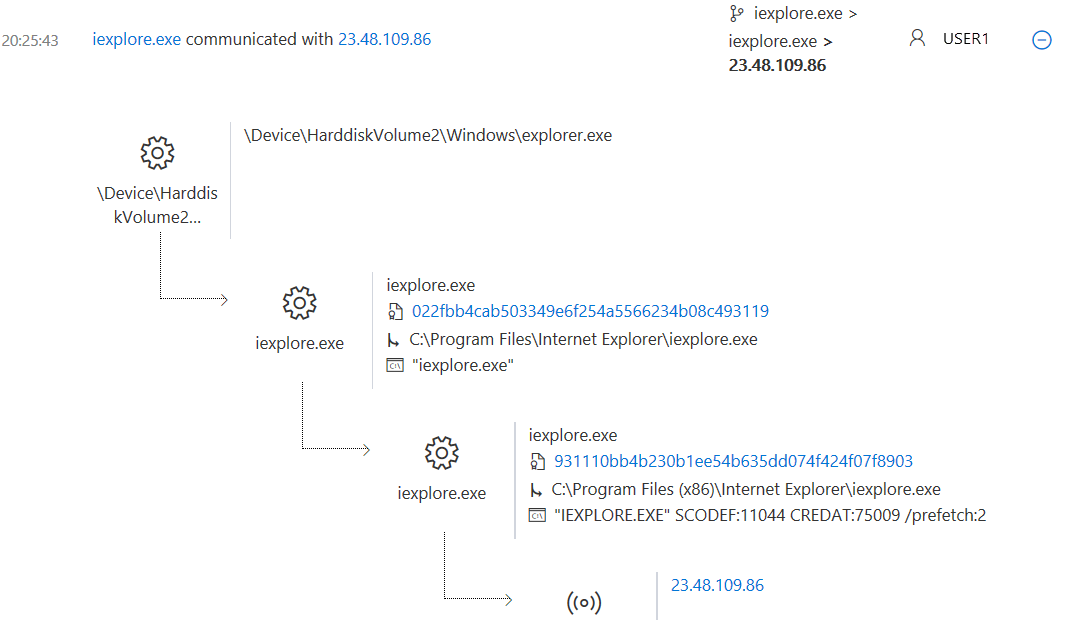 iexplore.exe >
20:25:43 iexplore.exe communicated with 23.48.109.86
iexplore.exe >
USER1
23.48.109.86
\Device\HarddiskVolume2\Windows\explorer.exe
\Device\Harddis
kVolume2...
iexplore.exe
022fbb4cab503349e6f254a5566234b08c493119
C:\Program Files\Internet Explorer\iexplore.exe
iexplore.exe
"iexplore.exe"
iexplore.exe
931110bb4b230b1ee54b635dd074f424f07f8903
C:\Program Files (x86)\Internet Explorer\iexplore.exe
iexplore.exe
"IEXPLORE.EXE" SCODEF:11044 CREDAT:75009 /prefetch:2
23.48.109.86